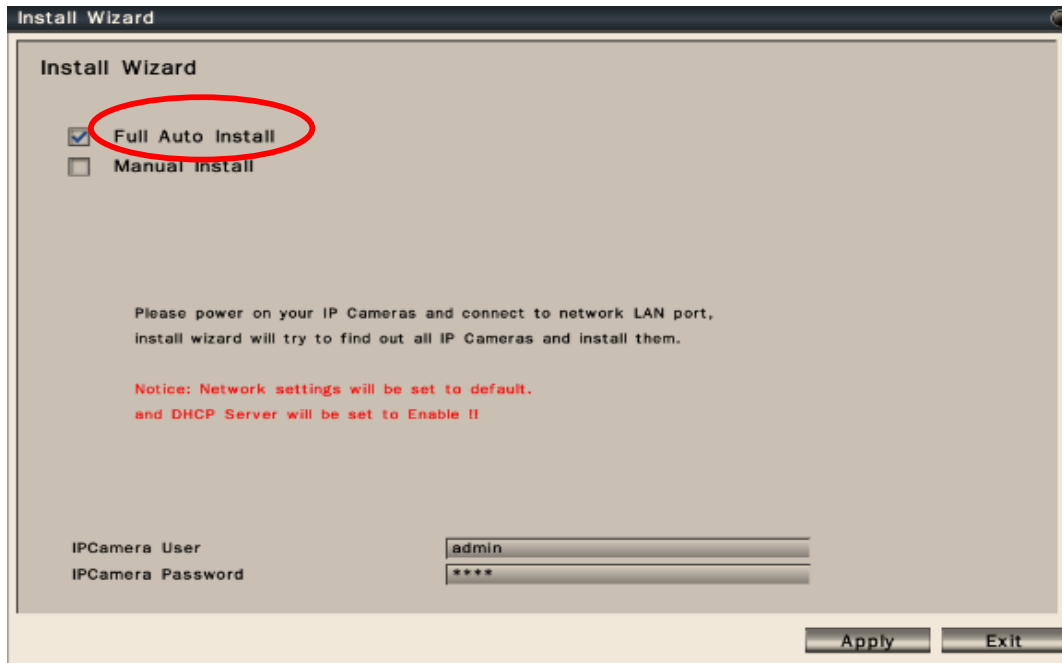 Install Wizard
Install Wizard
Full Auto Install
Manual Install
Please power on your IP Cameras and connect to network LAN port,
install wizard will try to find out all IP Cameras and install them.
Notice: Network settings will be set to default.
and DHCP Server will be set to Enable !!
IPCamera User admin
IPCamera Password ****
Apply Exit